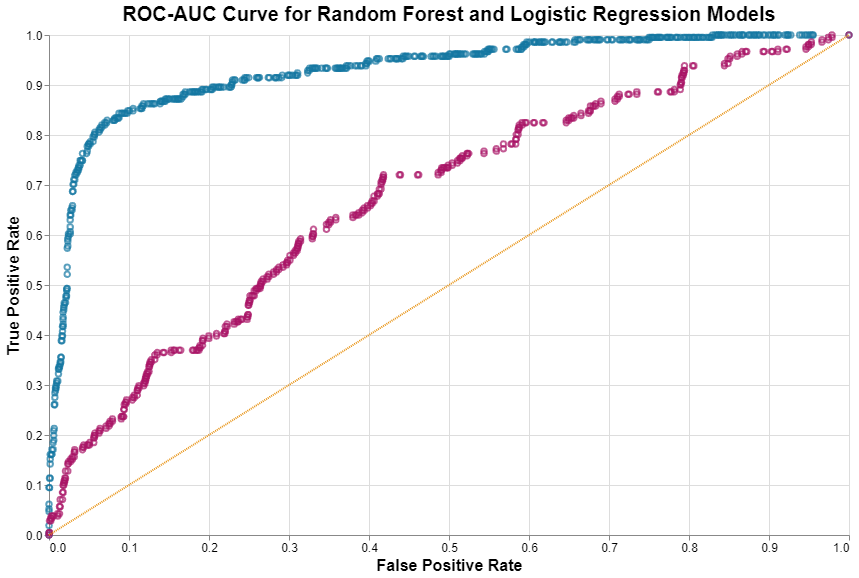 ROC-AUC Curve for Random Forest and Logistic Regression Models
1.0
0.9
0.8
0.7
0.6
0.5
0.4
0.3
0.2
0.1
0.0
True Positive Rate
0.0 0.1 0.2 0.3 0.4 0.5 0.6 0.7 0.8 0.9 1.0
False Positive Rate